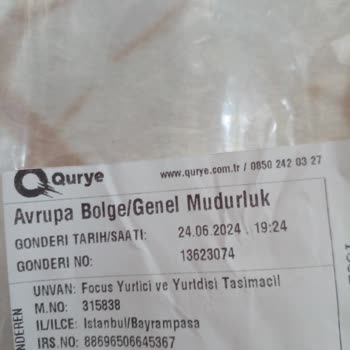 Qurye www.qurye.com.tr / 0850 242 03 27
Avrupa Bolge/Genel Mudurluk
GONDERI TARIH/SAATI: 24.06.2024 . 19:24
GONDERI NO: 13623074
UNVAN: Focus Yurtici ve Yurtdisi Tasimacil
M.NO: 315838
IL/ILCE: Istanbul/Bayrampasa
IRS.NO: 88696506645367
NDEREN